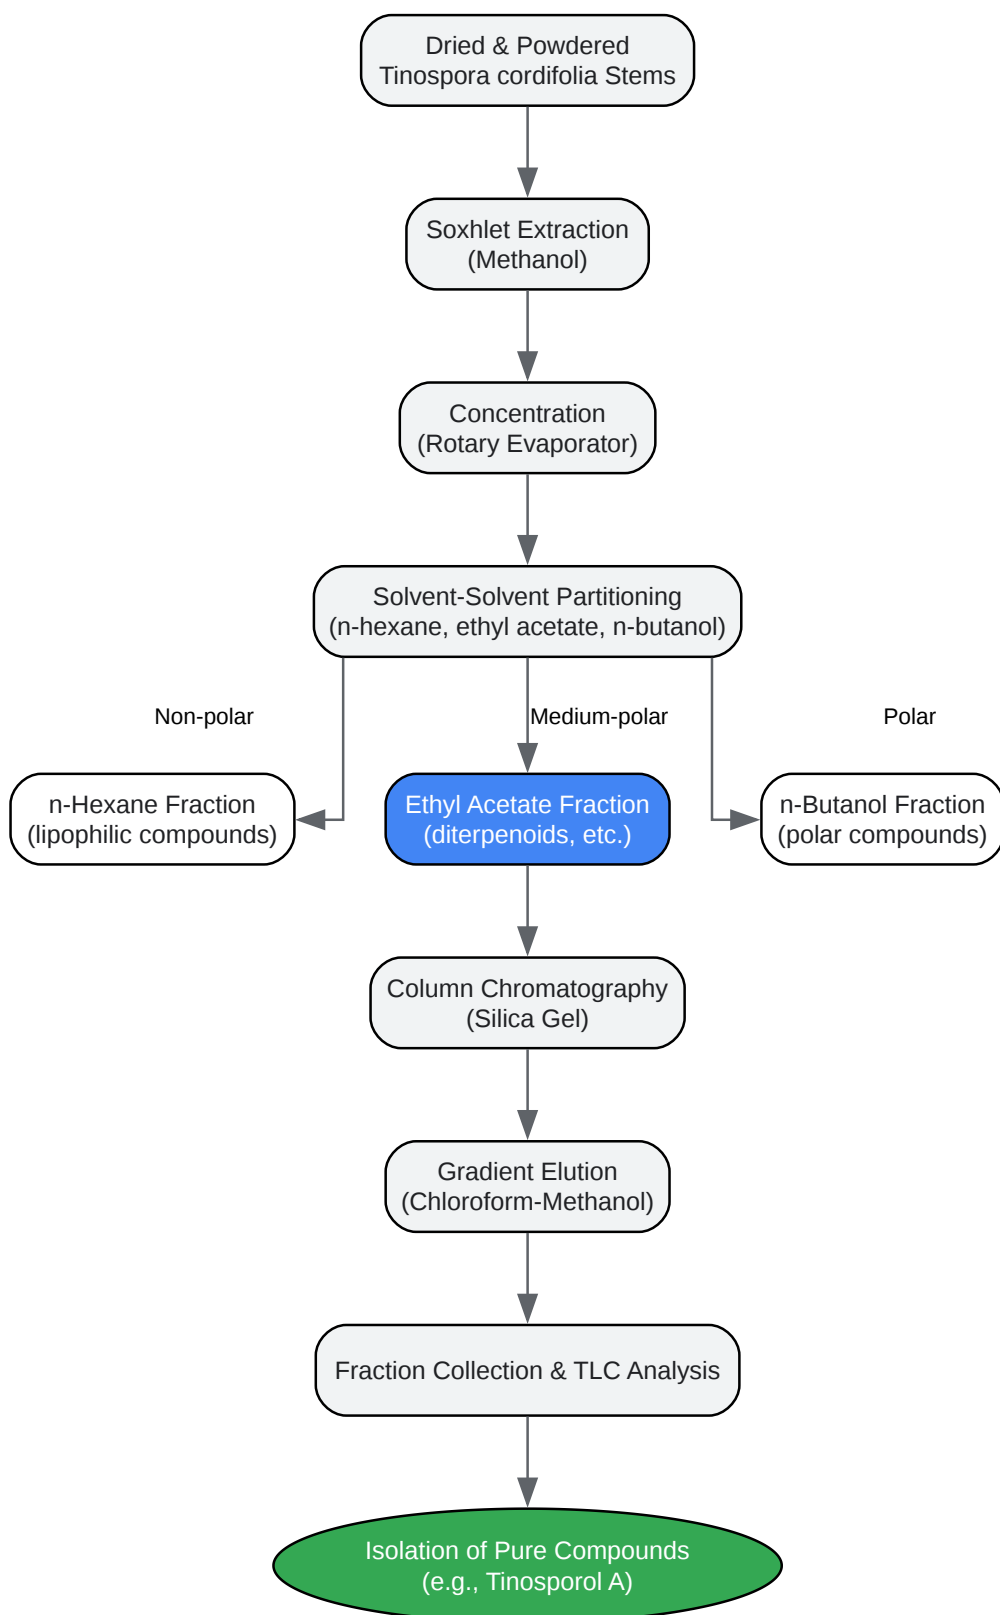 Dried & Powdered
Tinospora cordifolia Stems
Soxhlet Extraction
(Methanol)
Concentration
(Rotary Evaporator)
Solvent-Solvent Partitioning
(n-hexane, ethyl acetate, n-butanol)
Non-polar
Medium-polar
Polar
n-Hexane Fraction
(lipophilic compounds)
Ethyl Acetate Fraction
(diterpenoids, etc.)
n-Butanol Fraction
(polar compounds)
Column Chromatography
(Silica Gel)
Gradient Elution
(Chloroform-Methanol)
Fraction Collection & TLC Analysis
Isolation of Pure Compounds
(e.g., Tinosporol A)